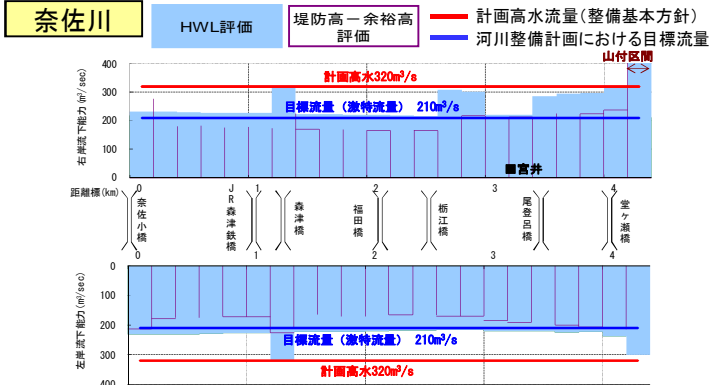 奈佐川
HWL評価
堤防高－余裕高
評価
計画高水流量(整備基本方針)
河川整備計画における目標流量
山付区間
右岸流下能力(m³/sec)
400
300
200
100
0
計画高水320m³/s
目標流量（激特流量） 210m³/s
■宮井
距離標(km)
0
1
2
3
4
奈佐小橋
JR森津鉄橋
森津橋
福田橋
栃江橋
尾登呂橋
堂ヶ瀬橋
0
1
2
3
4
左岸流下能力(m³/sec)
0
100
200
300
400
目標流量（激特流量） 210m³/s
計画高水320m³/s